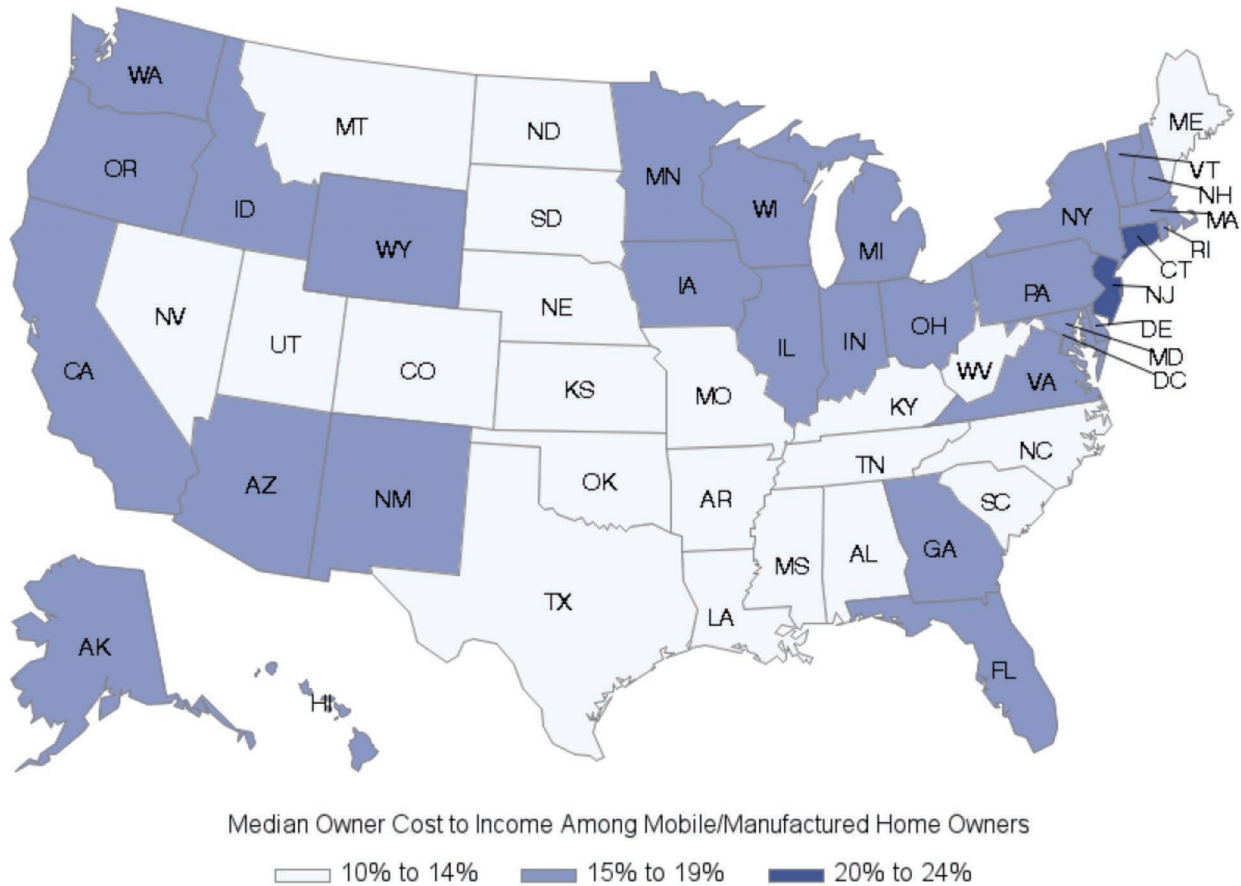 WA
MT
ND
ME
OR
MN
VT
NH
ID
SD
WI
NY
MA
WY
MI
RI
CT
IA
PA
NJ
NE
NV
OH
DE
UT
IL
IN
MD
CA
CO
WV
DC
KS
MO
VA
KY
NC
TN
AZ
OK
NM
AR
SC
GA
MS
AL
TX
LA
AK
FL
HI
Median Owner Cost to Income Among Mobile/Manufactured Home Owners
10% to 14% 15% to 19% 20% to 24%